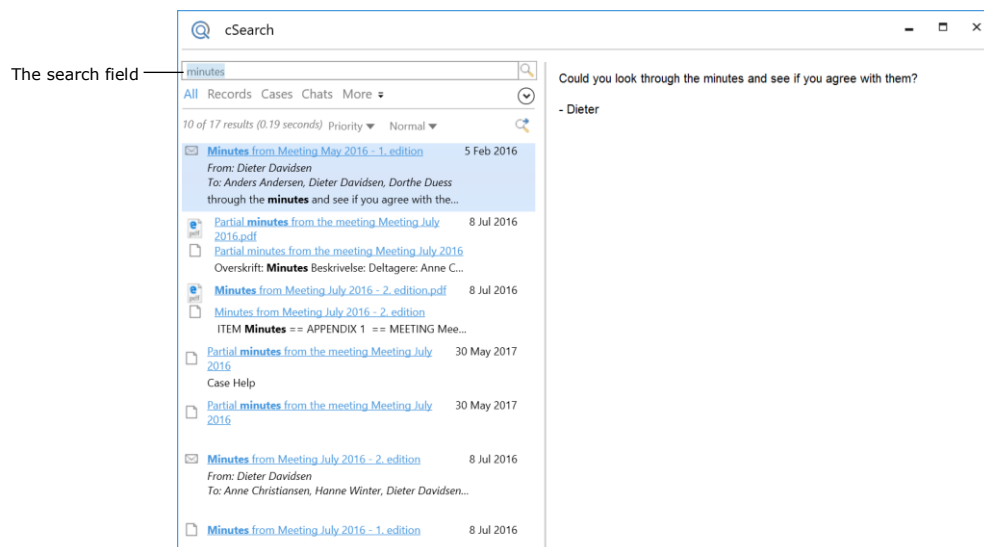 cSearch
The search field
minutes
All Records Cases Chats More
10 of 17 results (0.19 seconds) Priority Normal
Minutes from Meeting May 2016 - 1. edition 5 Feb 2016
From: Dieter Davidsen
To: Anders Andersen, Dieter Davidsen, Dorthe Duess
through the minutes and see if you agree with the...
Partial minutes from the meeting Meeting July 8 Jul 2016
2016.pdf
Partial minutes from the meeting Meeting July 2016
Overskrift: Minutes Beskrivelse: Deltagere: Anne C...
Minutes from Meeting July 2016 - 2. edition.pdf 8 Jul 2016
Minutes from Meeting July 2016 - 2. edition
ITEM Minutes == APPENDIX 1 == MEETING Mee...
Partial minutes from the meeting Meeting July 30 May 2017
2016
Case Help
Partial minutes from the meeting Meeting July 30 May 2017
2016
Minutes from Meeting July 2016 - 2. edition 8 Jul 2016
From: Dieter Davidsen
To: Anne Christiansen, Hanne Winter, Dieter Davidsen...
Minutes from Meeting July 2016 - 1. edition 8 Jul 2016
Could you look through the minutes and see if you agree with them?
- Dieter